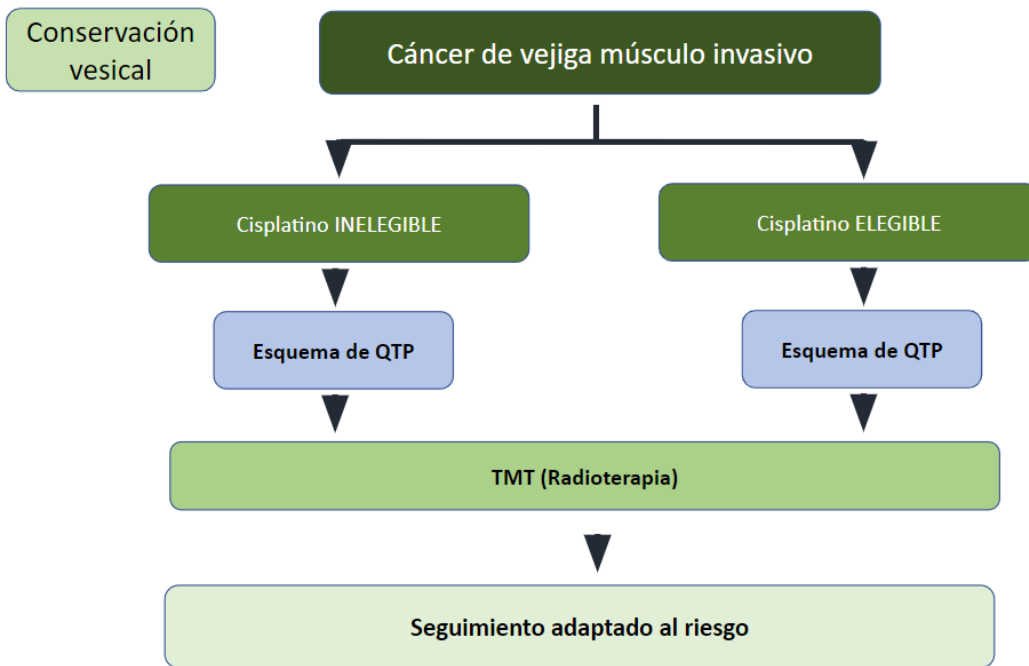 Conservación
vesical
Cáncer de vejiga músculo invasivo
Cisplatino INELEGIBLE
Cisplatino ELEGIBLE
Esquema de QTP
Esquema de QTP
TMT (Radioterapia)
Seguimiento adaptado al riesgo